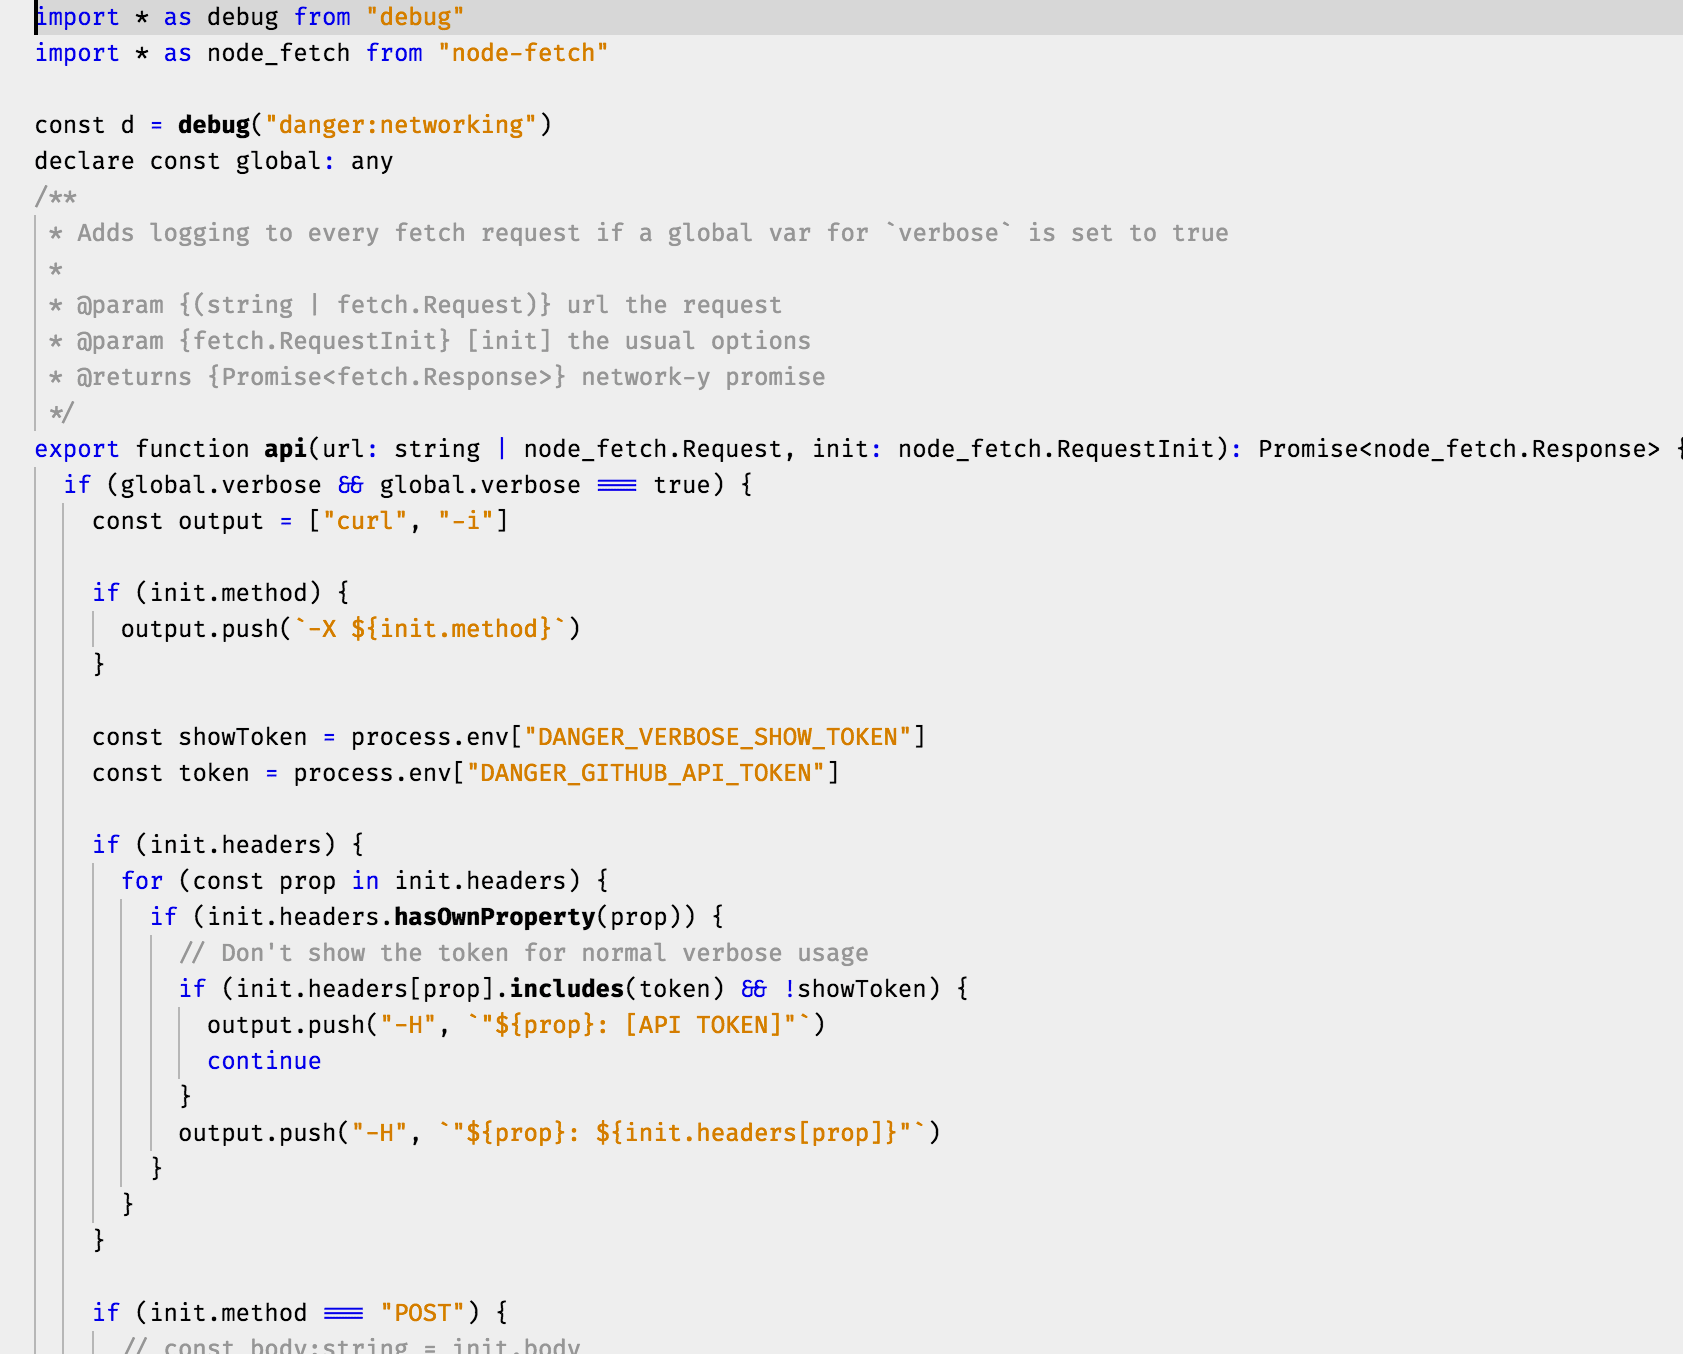 import * as debug from "debug"
import * as node_fetch from "node-fetch"
const d = debug("danger:networking")
declare const global: any
/**
* Adds logging to every fetch request if a global var for `verbose` is set to true
*
* @param {(string | fetch.Request)} url the request
* @param {fetch.RequestInit} [init] the usual options
* @returns {Promise<fetch.Response>} network-y promise
*/
export function api(url: string | node_fetch.Request, init: node_fetch.RequestInit): Promise<node_fetch.Response> {
if (global.verbose && global.verbose === true) {
const output = ["curl", "-i"]
if (init.method) {
output.push(`-X ${init.method}`)
}
const showToken = process.env["DANGER_VERBOSE_SHOW_TOKEN"]
const token = process.env["DANGER_GITHUB_API_TOKEN"]
if (init.headers) {
for (const prop in init.headers) {
if (init.headers.hasOwnProperty(prop)) {
// Don't show the token for normal verbose usage
if (init.headers[prop].includes(token) && !showToken) {
output.push("-H", `"${prop}: [API TOKEN]"`)
continue
}
output.push("-H", `"${prop}: ${init.headers[prop]}"`)
}
}
}
if (init.method === "POST") {
// const body:string = init.body